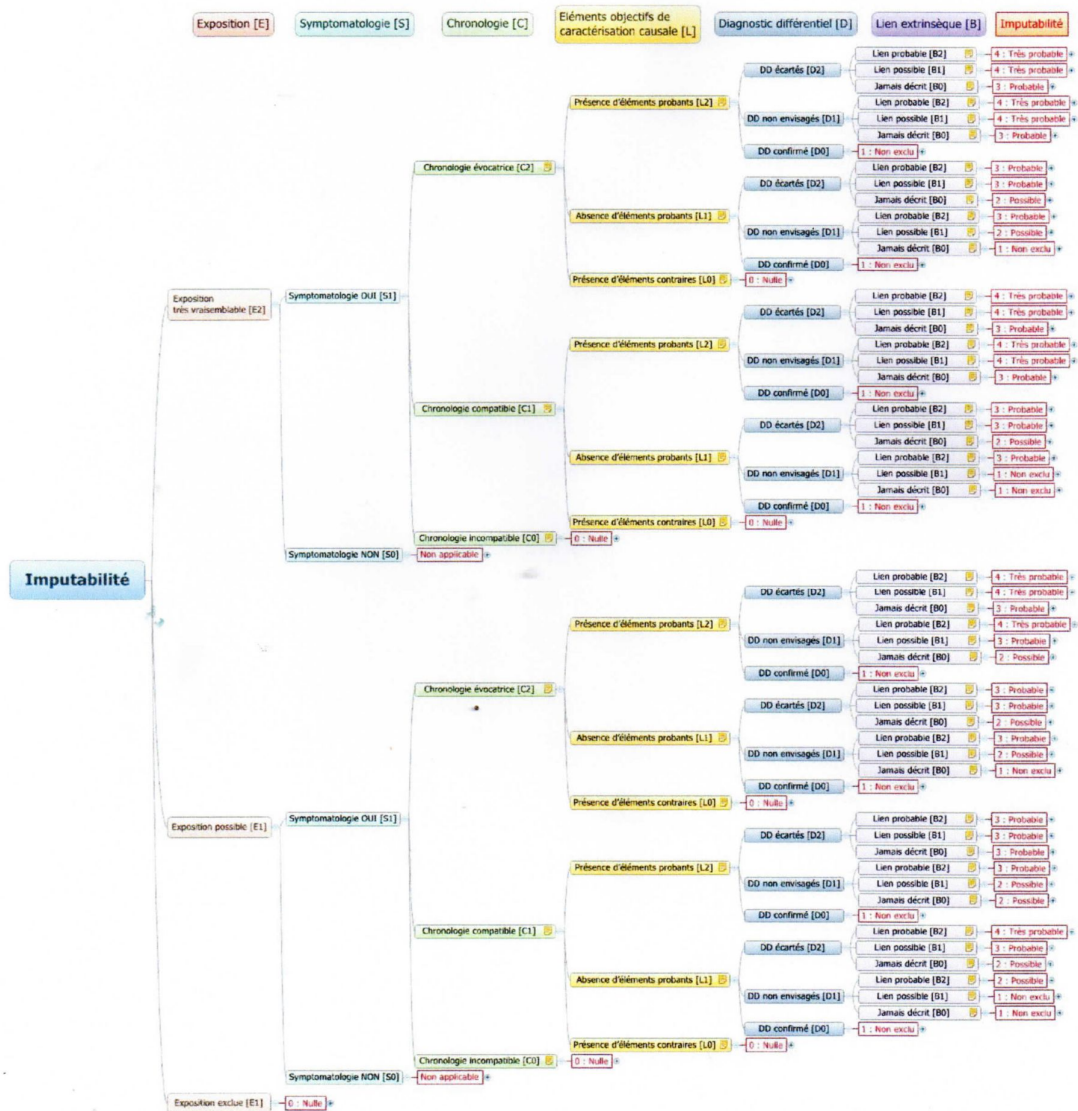 Exposition [E] Symptomatologie [S] Chronologie [C] Eléments objectifs de caractérisation causale [L] Diagnostic différentiel [D] Lien extrinsèque [B] Imputabilité
Imputabilité
Exposition
très vraisemblable [E2]
Symptomatologie OUI [S1]
Chronologie évocatrice [C2]
Présence d'éléments probants [L2]
DD écartés [D2]
Lien probable [B2] 4 : Très probable
Lien possible [B1] 4 : Très probable
Jamais décrit [B0] 3 : Probable
DD non envisagés [D1]
Lien probable [B2] 4 : Très probable
Lien possible [B1] 4 : Très probable
Jamais décrit [B0] 3 : Probable
DD confirmé [D0] 1 : Non exclu
Absence d'éléments probants [L1]
DD écartés [D2]
Lien probable [B2] 3 : Probable
Lien possible [B1] 3 : Probable
Jamais décrit [B0] 2 : Possible
DD non envisagés [D1]
Lien probable [B2] 3 : Probable
Lien possible [B1] 2 : Possible
Jamais décrit [B0] 1 : Non exclu
DD confirmé [D0] 1 : Non exclu
Présence d'éléments contraires [L0] 0 : Nulle
Chronologie compatible [C1]
Présence d'éléments probants [L2]
DD écartés [D2]
Lien probable [B2] 4 : Très probable
Lien possible [B1] 4 : Très probable
Jamais décrit [B0] 3 : Probable
DD non envisagés [D1]
Lien probable [B2] 4 : Très probable
Lien possible [B1] 4 : Très probable
Jamais décrit [B0] 3 : Probable
DD confirmé [D0] 1 : Non exclu
Absence d'éléments probants [L1]
DD écartés [D2]
Lien probable [B2] 3 : Probable
Lien possible [B1] 3 : Probable
Jamais décrit [B0] 2 : Possible
DD non envisagés [D1]
Lien probable [B2] 3 : Probable
Lien possible [B1] 1 : Non exclu
Jamais décrit [B0] 1 : Non exclu
DD confirmé [D0] 1 : Non exclu
Présence d'éléments contraires [L0] 0 : Nulle
Chronologie incompatible [C0] 0 : Nulle
Symptomatologie NON [S0] Non applicable
Exposition possible [E1]
Symptomatologie OUI [S1]
Chronologie évocatrice [C2]
Présence d'éléments probants [L2]
DD écartés [D2]
Lien probable [B2] 4 : Très probable
Lien possible [B1] 4 : Très probable
Jamais décrit [B0] 3 : Probable
DD non envisagés [D1]
Lien probable [B2] 4 : Très probable
Lien possible [B1] 3 : Probable
Jamais décrit [B0] 2 : Possible
DD confirmé [D0] 1 : Non exclu
Absence d'éléments probants [L1]
DD écartés [D2]
Lien probable [B2] 3 : Probable
Lien possible [B1] 3 : Probable
Jamais décrit [B0] 2 : Possible
DD non envisagés [D1]
Lien probable [B2] 3 : Probable
Lien possible [B1] 2 : Possible
Jamais décrit [B0] 1 : Non exclu
DD confirmé [D0] 1 : Non exclu
Présence d'éléments contraires [L0] 0 : Nulle
Chronologie compatible [C1]
Présence d'éléments probants [L2]
DD écartés [D2]
Lien probable [B2] 3 : Probable
Lien possible [B1] 3 : Probable
Jamais décrit [B0] 3 : Probable
DD non envisagés [D1]
Lien probable [B2] 3 : Probable
Lien possible [B1] 2 : Possible
Jamais décrit [B0] 2 : Possible
DD confirmé [D0] 1 : Non exclu
Absence d'éléments probants [L1]
DD écartés [D2]
Lien probable [B2] 4 : Très probable
Lien possible [B1] 3 : Probable
Jamais décrit [B0] 2 : Possible
DD non envisagés [D1]
Lien probable [B2] 2 : Possible
Lien possible [B1] 1 : Non exclu
Jamais décrit [B0] 1 : Non exclu
DD confirmé [D0] 1 : Non exclu
Présence d'éléments contraires [L0] 0 : Nulle
Chronologie incompatible [C0] 0 : Nulle
Symptomatologie NON [S0] Non applicable
Exposition exclue [E1] 0 : Nulle